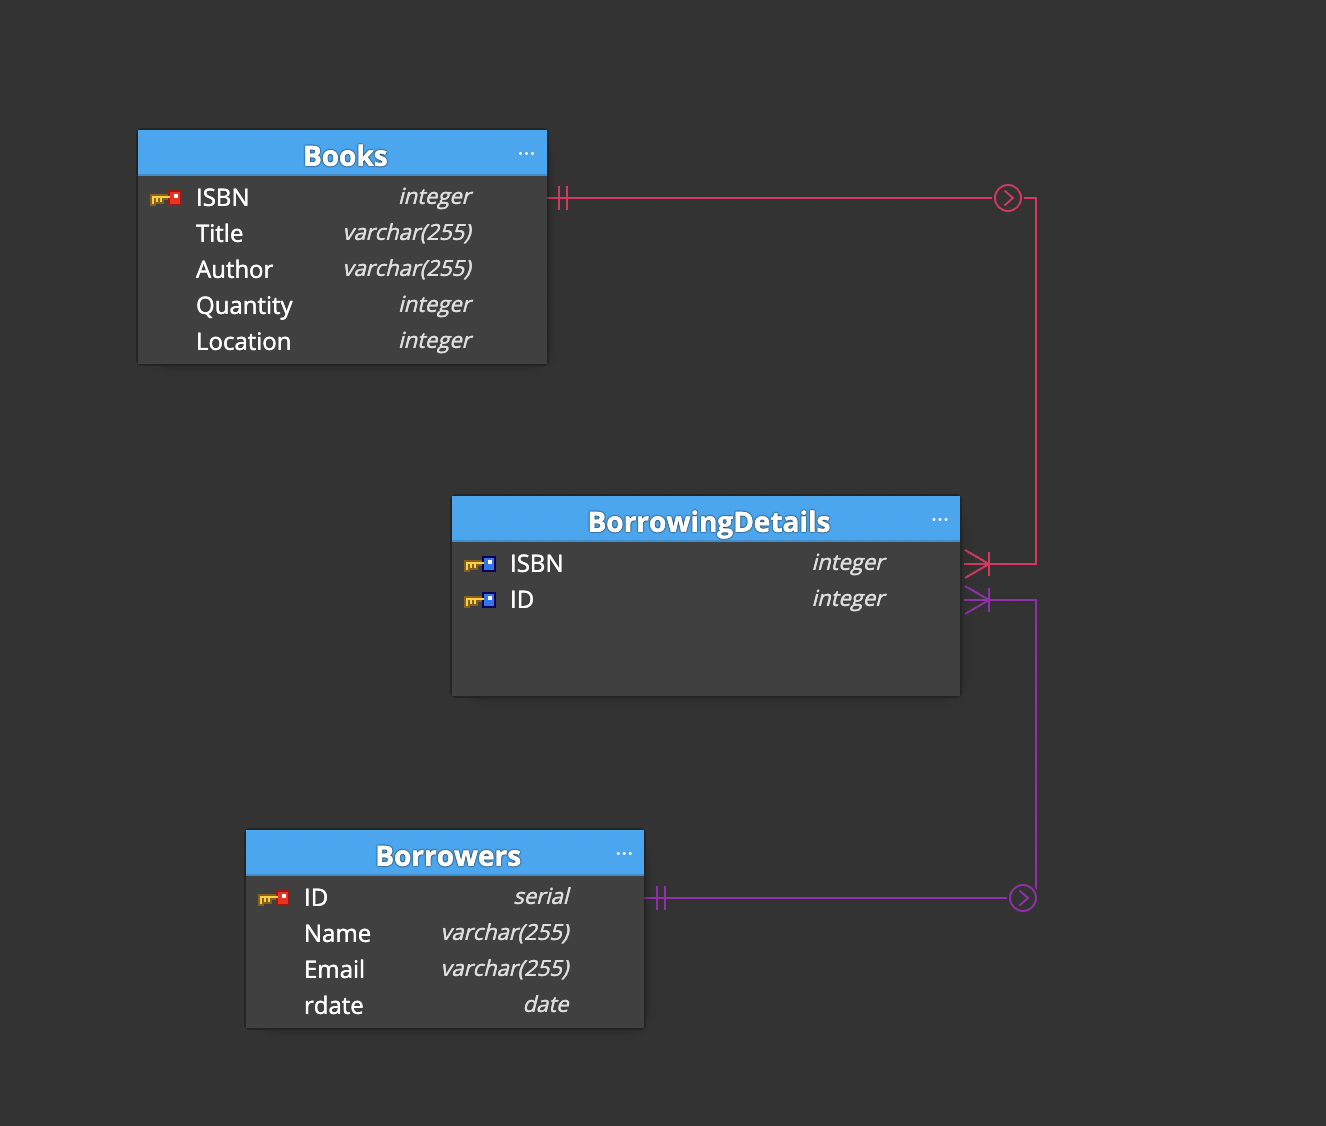 Books ...
ISBN integer
Title varchar(255)
Author varchar(255)
Quantity integer
Location integer
BorrowingDetails ...
ISBN integer
ID integer
Borrowers ...
ID serial
Name varchar(255)
Email varchar(255)
rdate date